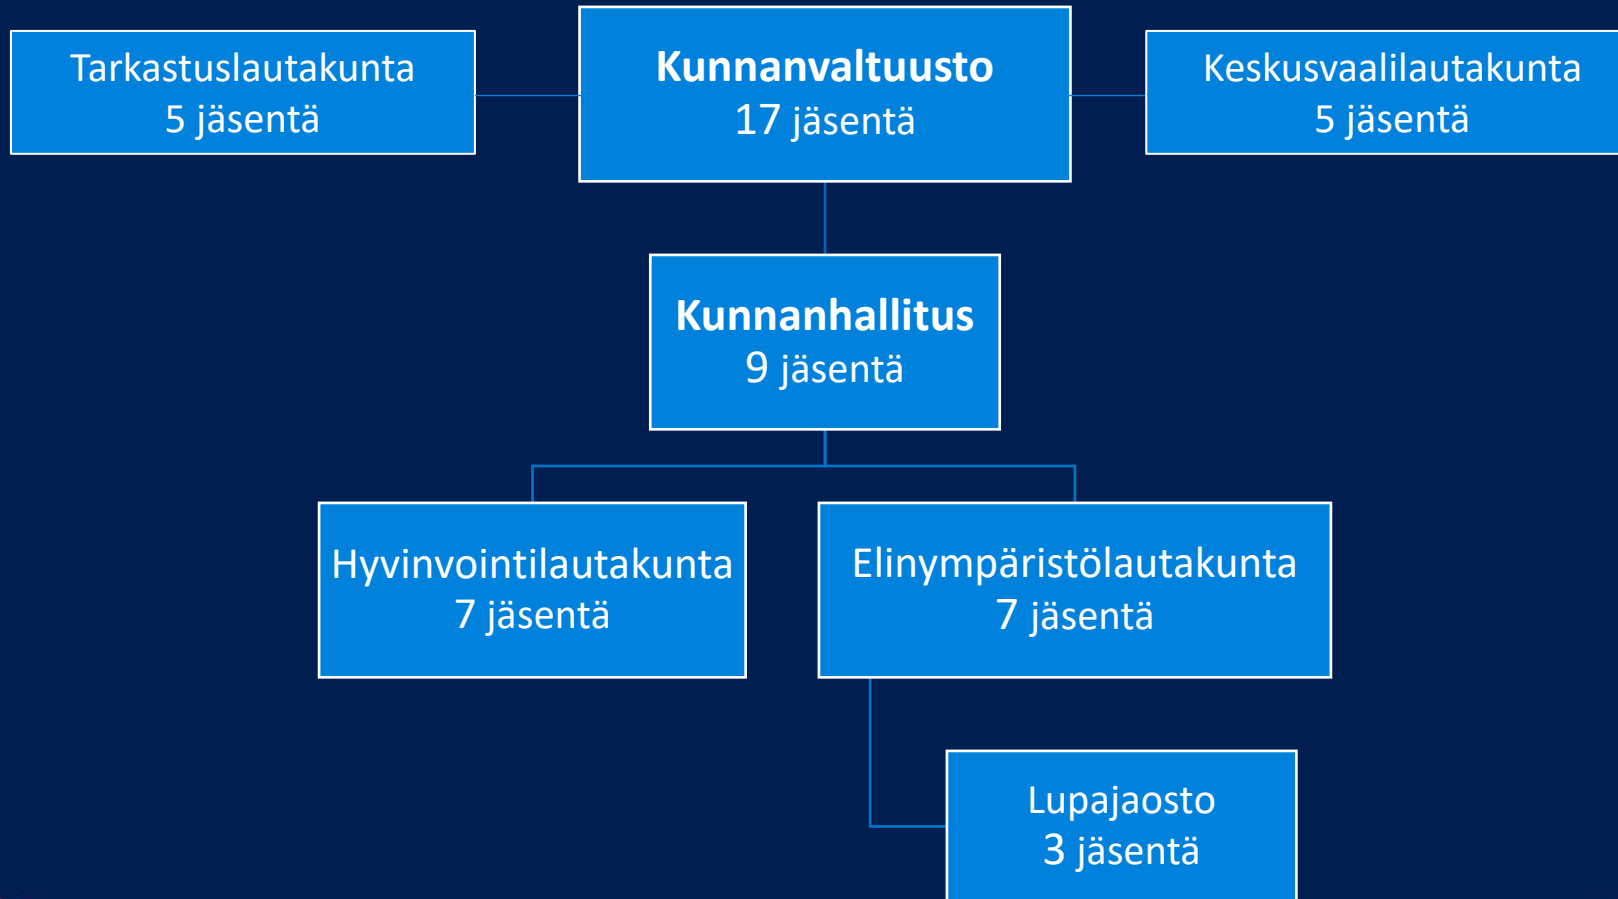 Tarkastuslautakunta
5 jäsentä
Kunnanvaltuusto
17 jäsentä
Keskusvaalilautakunta
5 jäsentä
Kunnanhallitus
9 jäsentä
Hyvinvointilautakunta
7 jäsentä
Elinympäristölautakunta
7 jäsentä
Lupajaosto
3 jäsentä